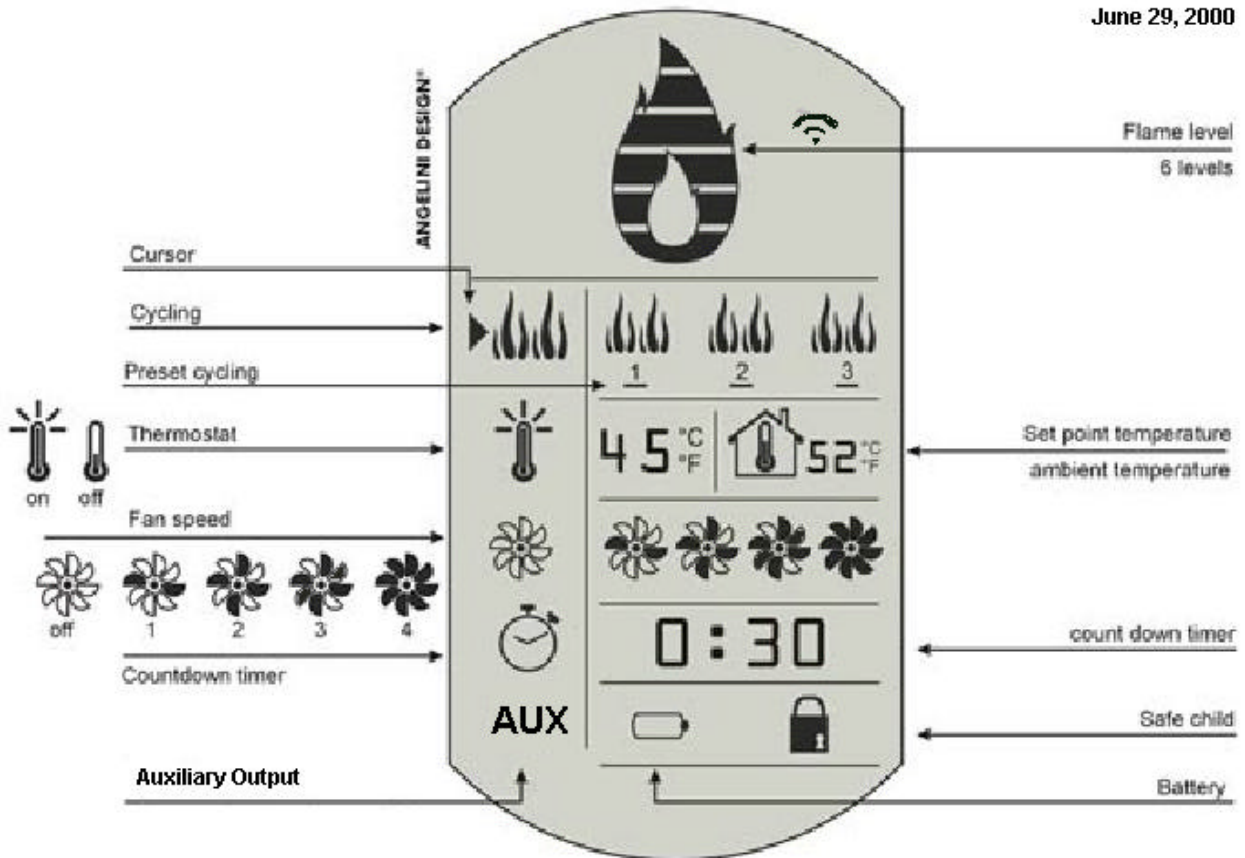 June 29, 2000
ANGELINI DESIGN®
Flame level
6 levels
Cursor
Cycling
Preset cycling
1 2 3
Thermostat
on off
45 °C °F
52 °C °F
Set point temperature
ambient temperature
Fan speed
off 1 2 3 4
Countdown timer
0:30
count down timer
AUX
Safe child
Auxiliary Output
Battery